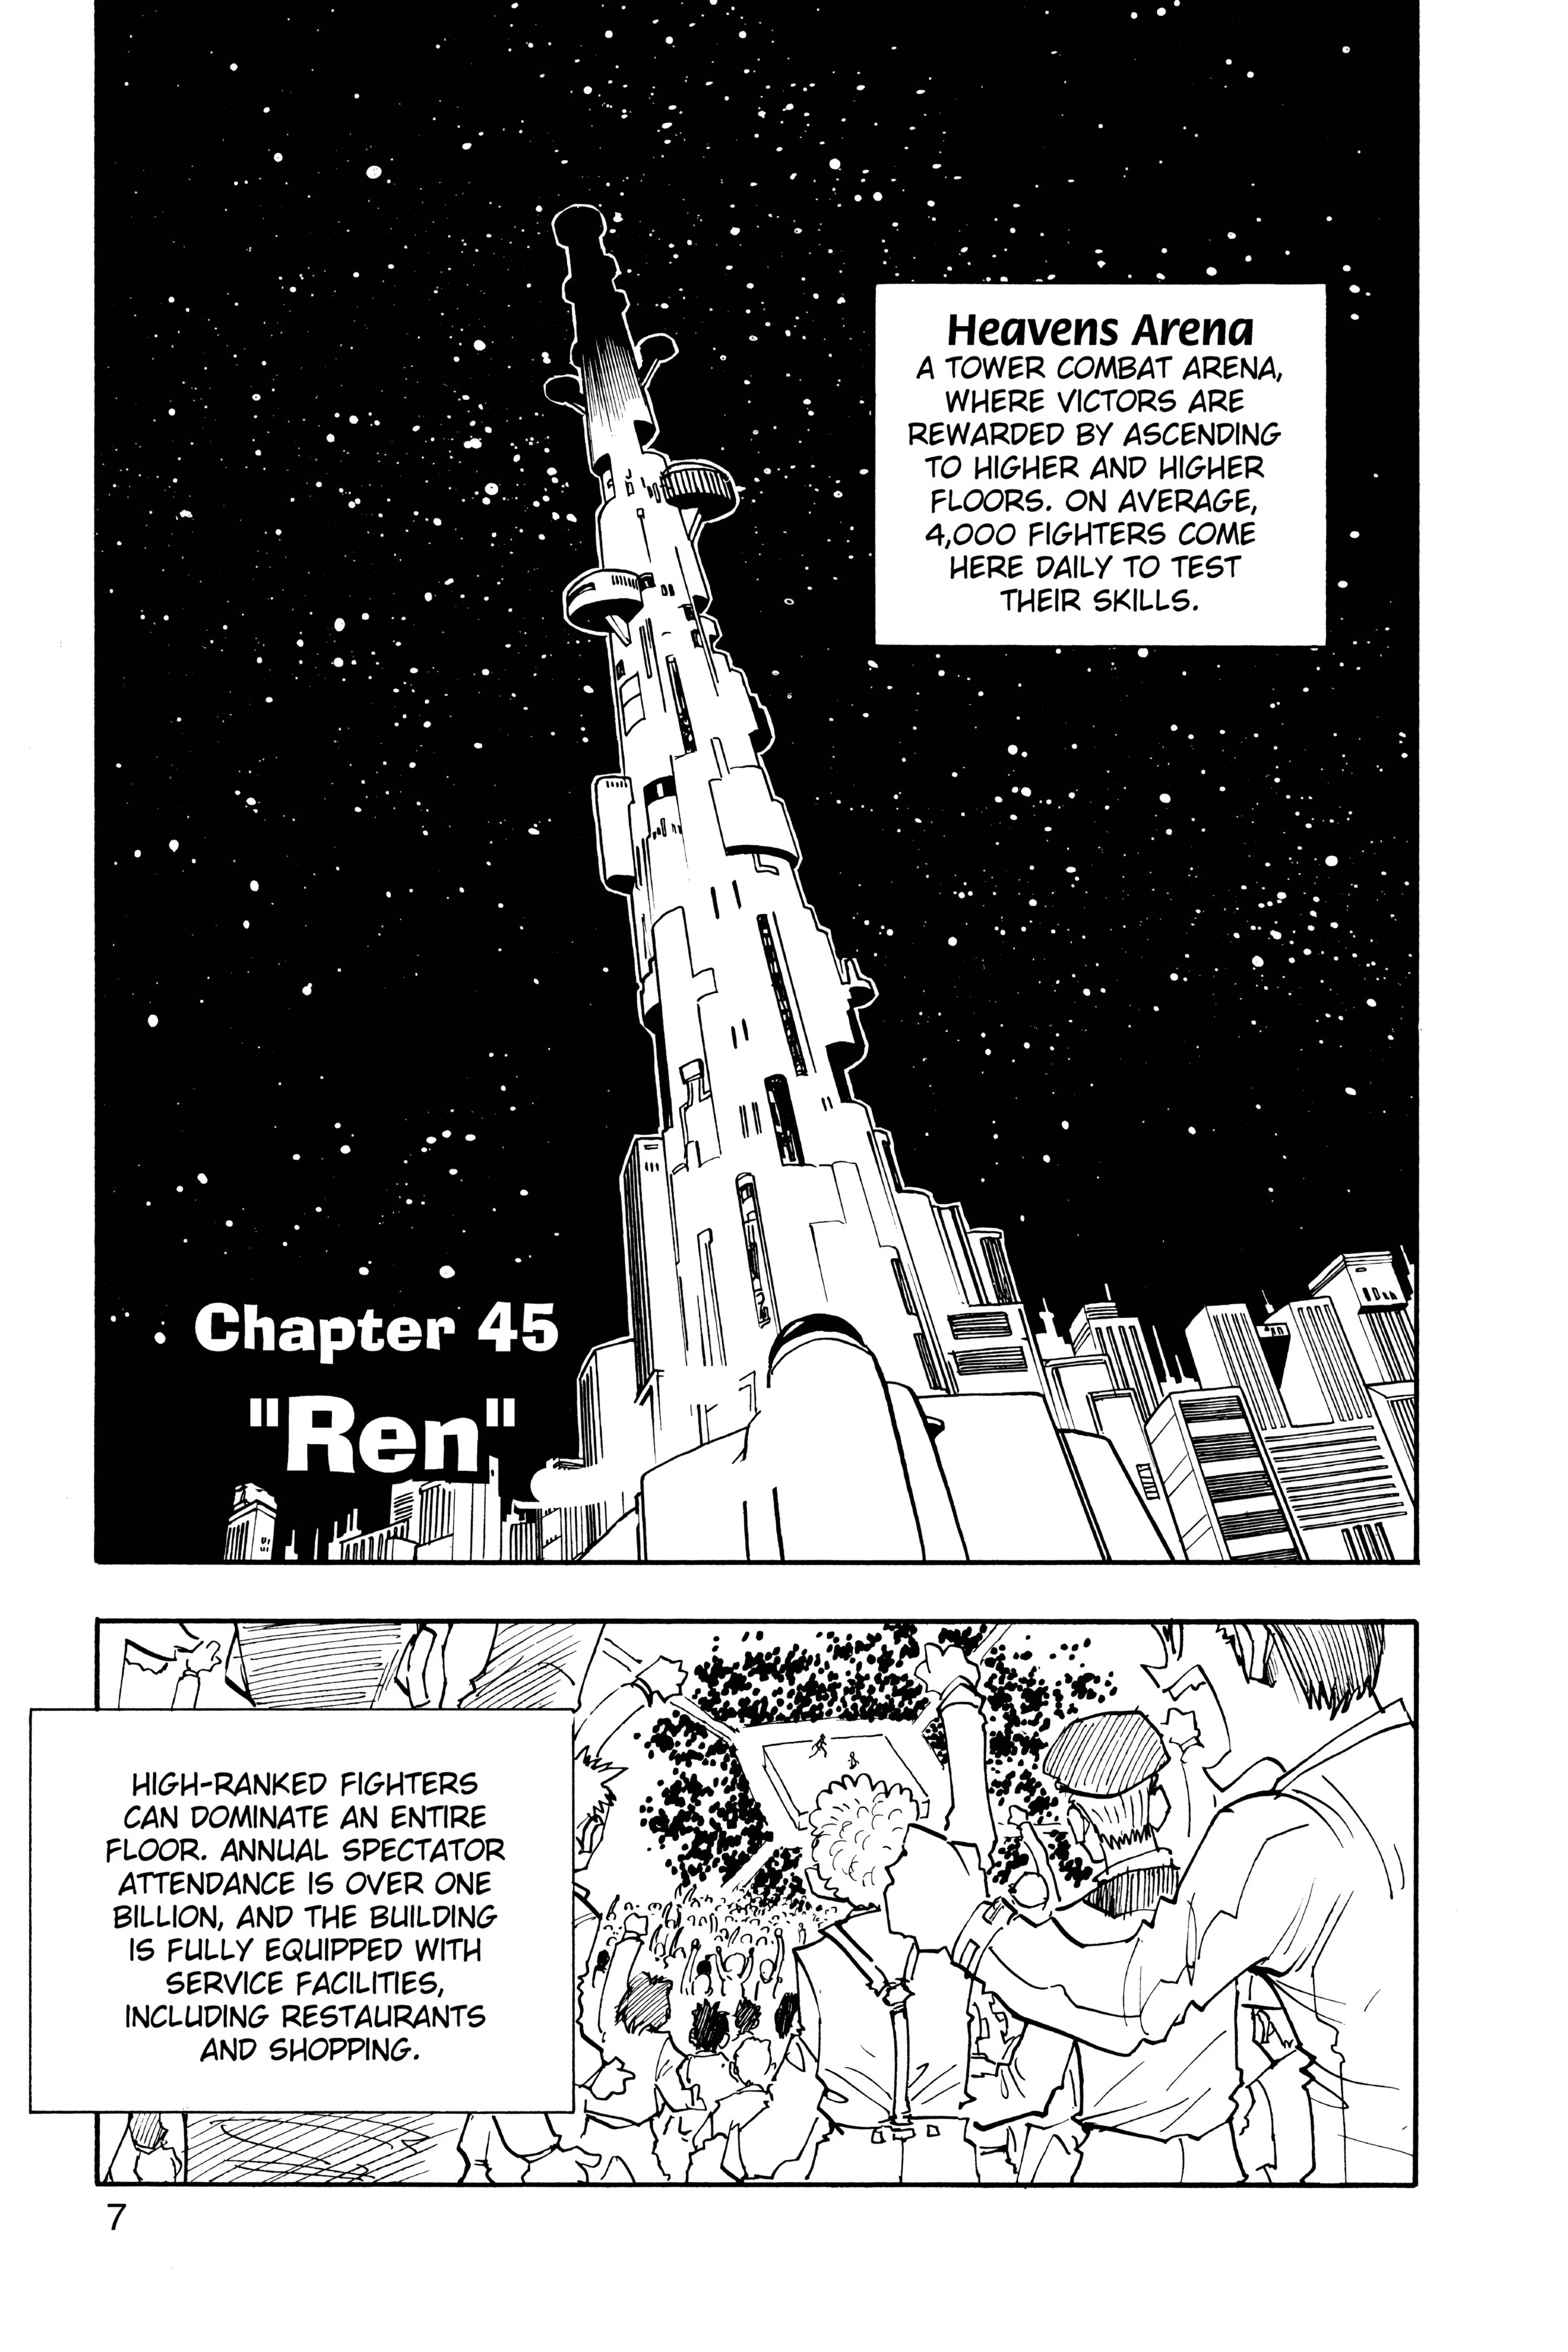 Heavens Arena
A TOWER COMBAT ARENA,
WHERE VICTORS ARE
REWARDED BY ASCENDING
TO HIGHER AND HIGHER
FLOORS. ON AVERAGE,
4,000 FIGHTERS COME
HERE DAILY TO TEST
THEIR SKILLS.
Chapter 45
"Ren"
HIGH-RANKED FIGHTERS
CAN DOMINATE AN ENTIRE
FLOOR. ANNUAL SPECTATOR
ATTENDANCE IS OVER ONE
BILLION, AND THE BUILDING
IS FULLY EQUIPPED WITH
SERVICE FACILITIES,
INCLUDING RESTAURANTS
AND SHOPPING.
7